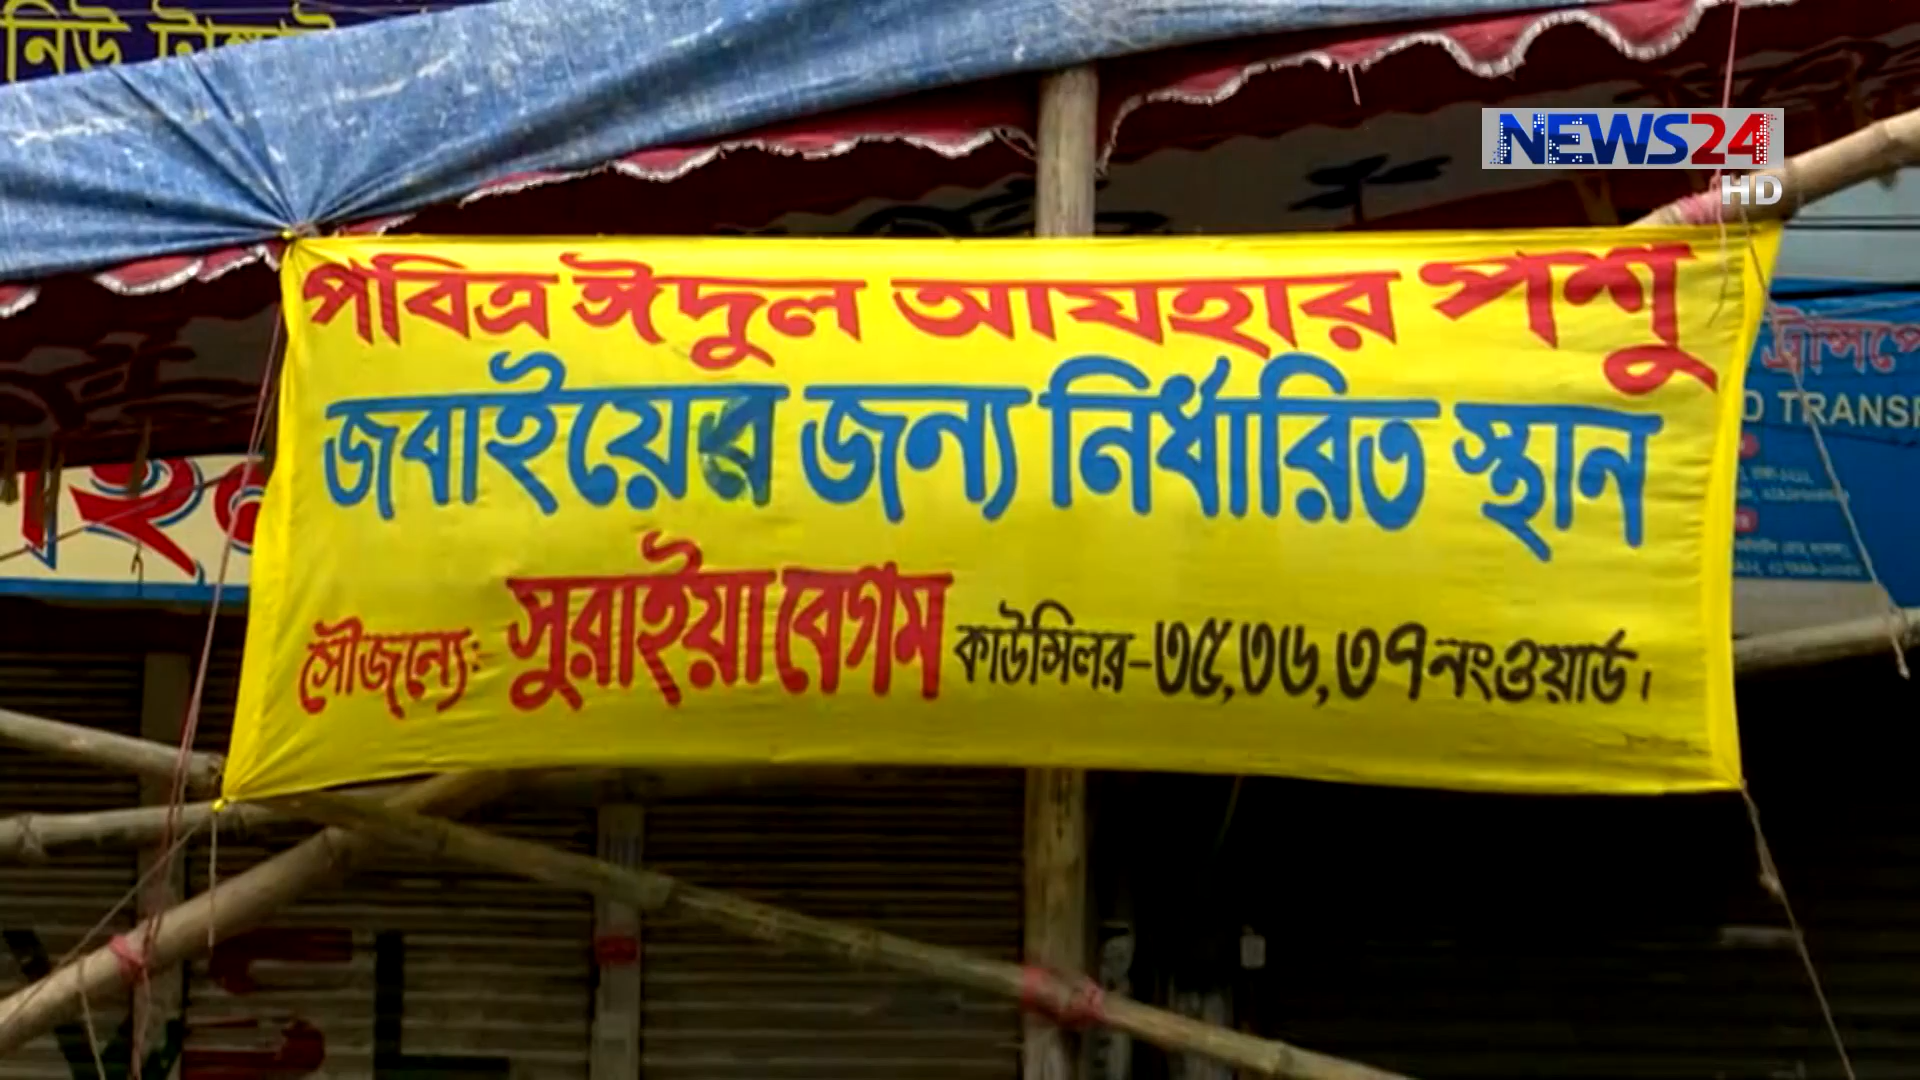 নিউ
NEWS24
HD
পবিত্র ঈদুল আযহার পশু
জবাইয়ের জন্য নির্ধারিত স্থান
সৌজন্যে: সুরাইয়া বেগম কাউন্সিলর-৩৫,৩৬,৩৭নংওয়ার্ড।